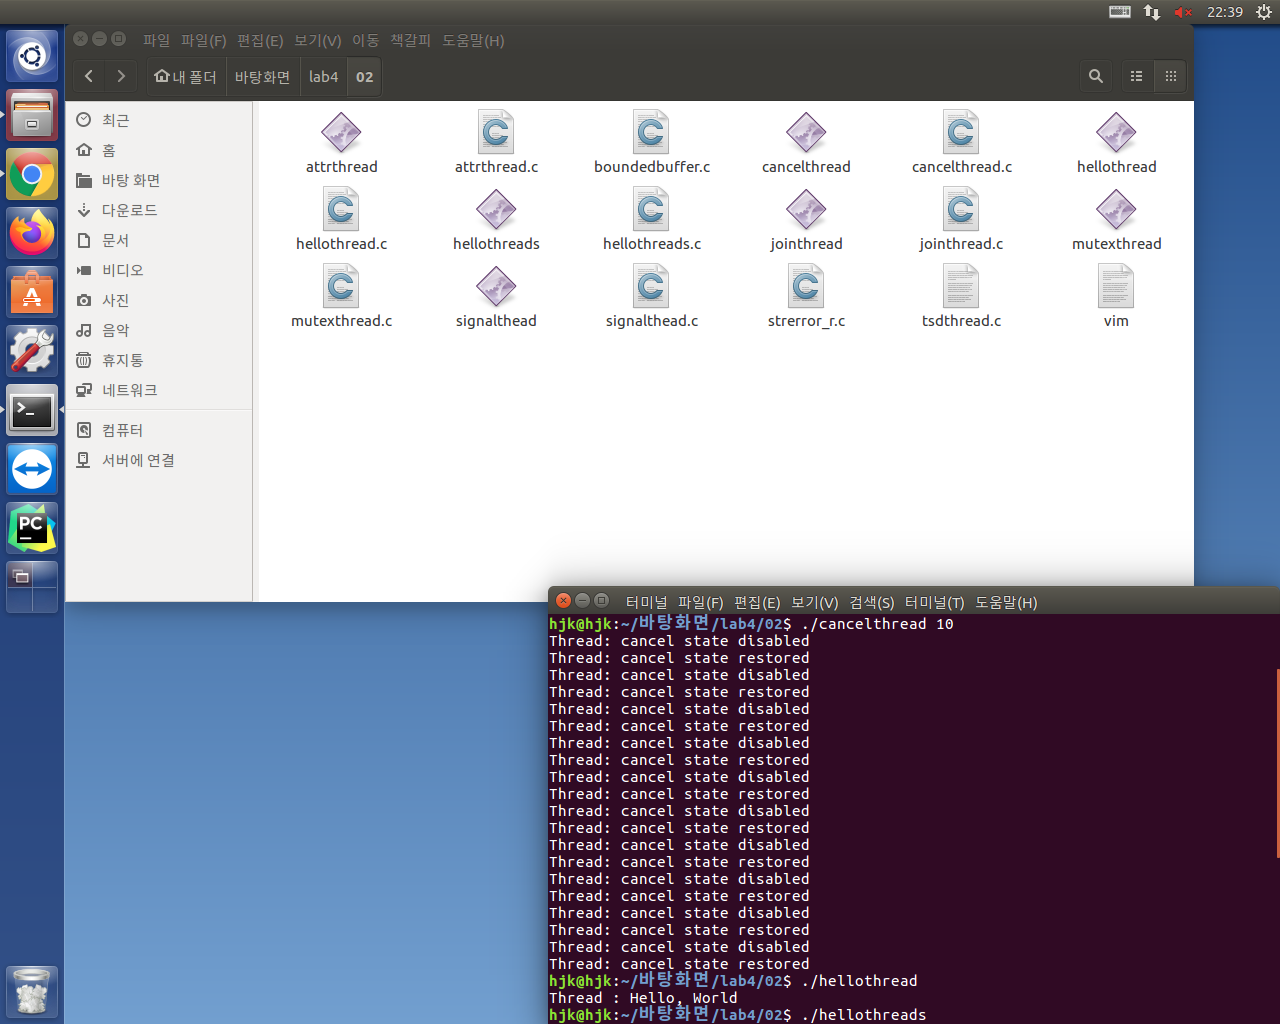 22:39
파일 파일(F) 편집(E) 보기(V) 이동 책갈피 도움말(H)
내 폴더 바탕화면 lab4 02
최근
홈
바탕 화면
다운로드
문서
비디오
사진
음악
휴지통
네트워크
컴퓨터
서버에 연결
attrthread attrthread.c boundedbuffer.c cancelthread cancelthread.c hellothread
hellothread.c hellothreads hellothreads.c jointhread jointhread.c mutexthread
mutexthread.c signalthead signalthead.c strerror_r.c tsdthread.c vim
PC
터미널 파일(F) 편집(E) 보기(V) 검색(S) 터미널(T) 도움말(H)
hjk@hjk:~/바탕화면/lab4/02$ ./cancelthread 10
Thread: cancel state disabled
Thread: cancel state restored
Thread: cancel state disabled
Thread: cancel state restored
Thread: cancel state disabled
Thread: cancel state restored
Thread: cancel state disabled
Thread: cancel state restored
Thread: cancel state disabled
Thread: cancel state restored
Thread: cancel state disabled
Thread: cancel state restored
Thread: cancel state disabled
Thread: cancel state restored
Thread: cancel state disabled
Thread: cancel state restored
Thread: cancel state disabled
Thread: cancel state restored
Thread: cancel state disabled
Thread: cancel state restored
hjk@hjk:~/바탕화면/lab4/02$ ./hellothread
Thread : Hello, World
hjk@hjk:~/바탕화면/lab4/02$ ./hellothreads